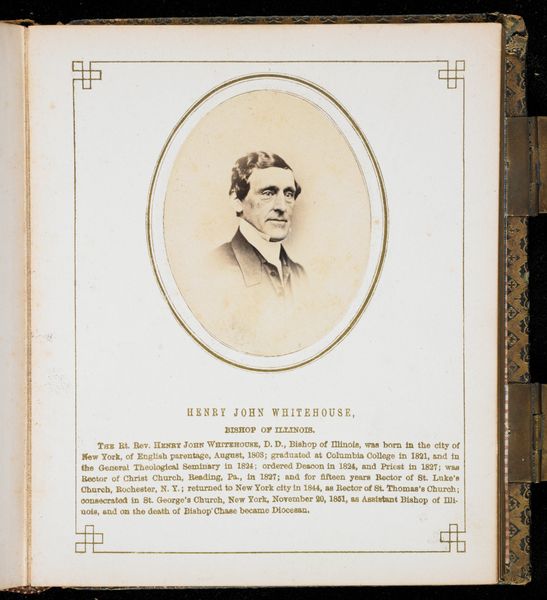 HENRY JOHN WHITEHOUSE,
BISHOP OF ILLINOIS.
THE Rt. Rev. HENRY JOHN WHITEHOUSE, D. D., Bishop of Illinois, was born in the city of
New York, of English parentage, August, 1803; graduated at Columbia College in 1821, and in
the General Theological Seminary in 1824; ordered Deacon in 1824, and Priest in 1827; was
Rector of Christ Church, Reading, Pa., in 1827; and for fifteen years Rector of St. Luke's
Church, Rochester, N. Y.; returned to New York city in 1844, as Rector of St. Thomas's Church;
consecrated in St. George's Church, New York, November 20, 1851, as Assistant Bishop of Illi-
nois, and on the death of Bishop Chase became Diocesan.